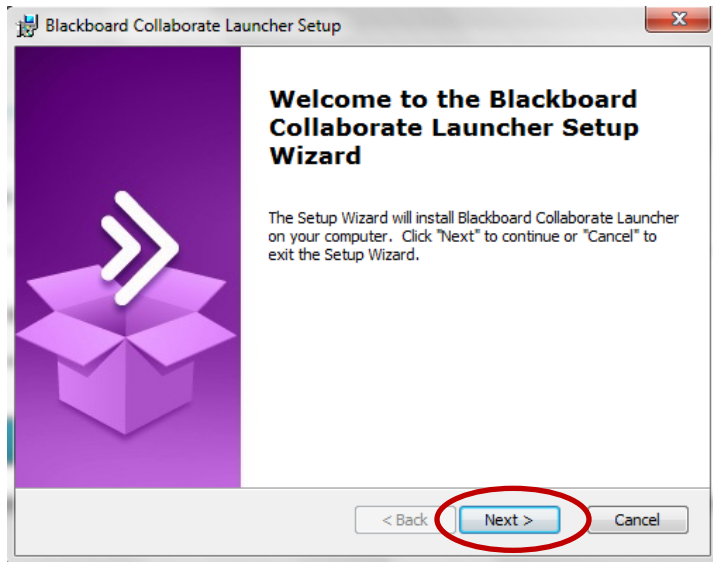 Blackboard Collaborate Launcher Setup
Welcome to the Blackboard
Collaborate Launcher Setup
Wizard
The Setup Wizard will install Blackboard Collaborate Launcher
on your computer. Click "Next" to continue or "Cancel" to
exit the Setup Wizard.
< Back Next > Cancel